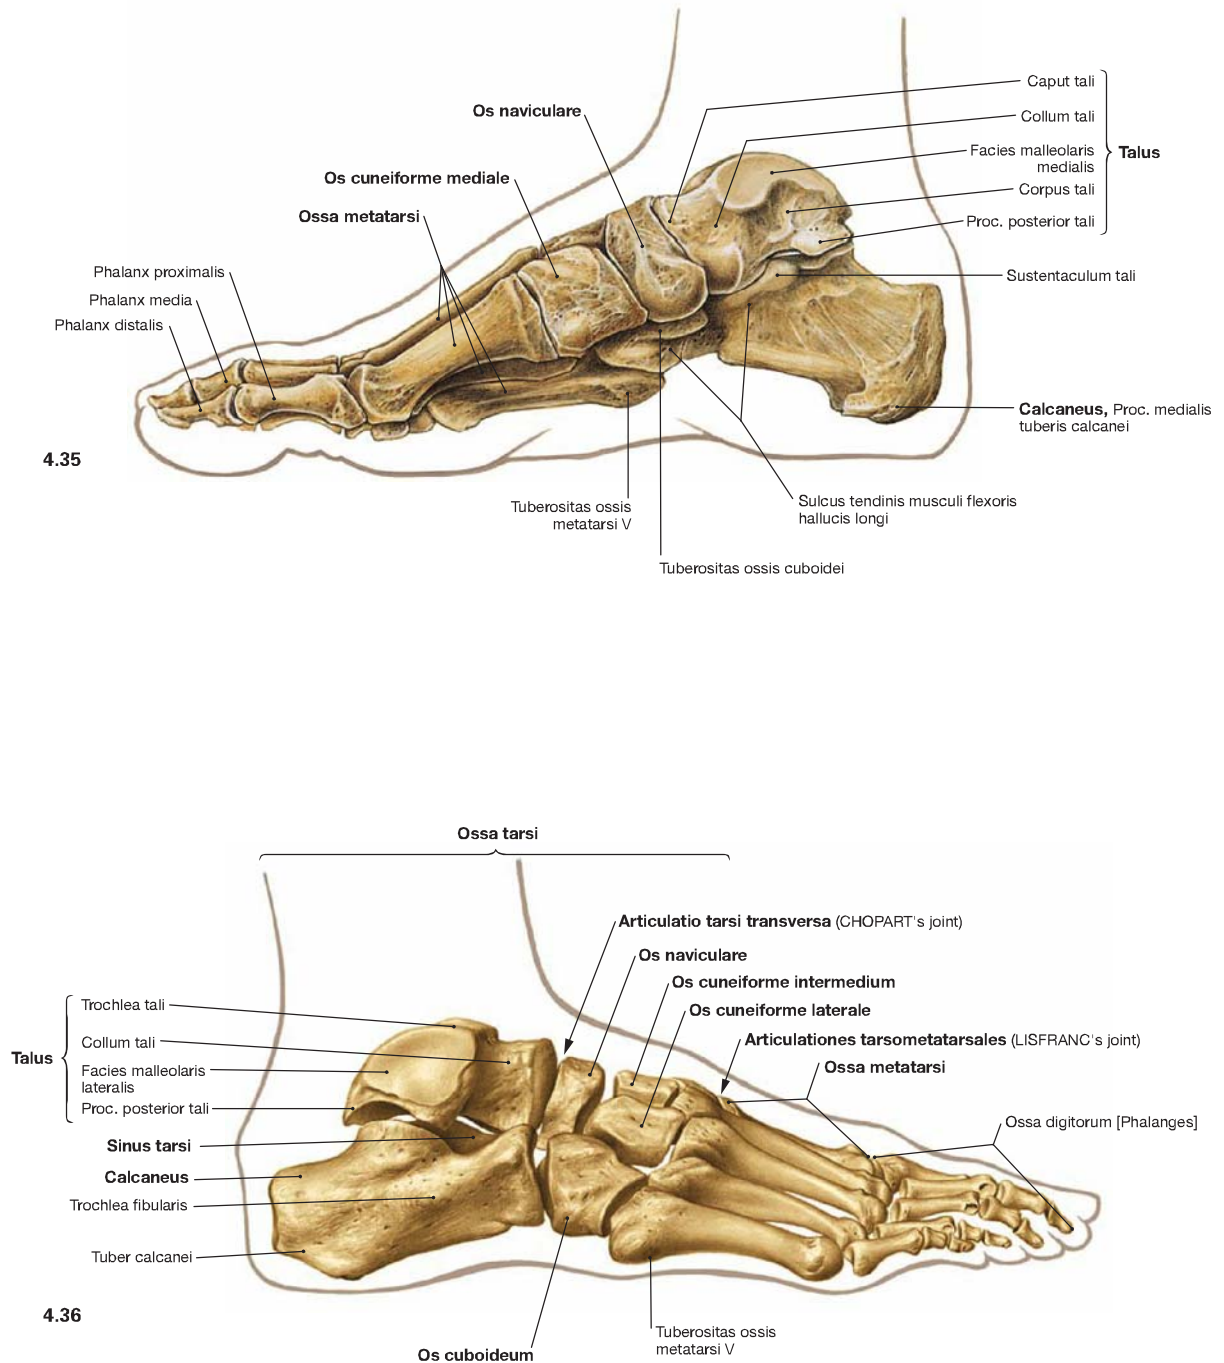 Caput tali
Os naviculare
Collum tali
Facies malleolaris
medialis
Talus
Os cuneiforme mediale
Corpus tali
Ossa metatarsi
Proc. posterior tali
Phalanx proximalis
Sustentaculum tali
Phalanx media
Phalanx distalis
Calcaneus, Proc. medialis
tuberis calcanei
4.35
Sulcus tendinis musculi flexoris
hallucis longi
Tuberositas ossis
metatarsi V
Tuberositas ossis cuboidei
Ossa tarsi
Articulatio tarsi transversa (CHOPART's joint)
Os naviculare
Os cuneiforme intermedium
Os cuneiforme laterale
Articulationes tarsometatarsales (LISFRANC's joint)
Ossa metatarsi
Ossa digitorum [Phalanges]
Trochlea tali
Collum tali
Talus
Facies malleolaris
lateralis
Proc. posterior tali
Sinus tarsi
Calcaneus
Trochlea fibularis
Tuber calcanei
4.36
Tuberositas ossis
metatarsi V
Os cuboideum